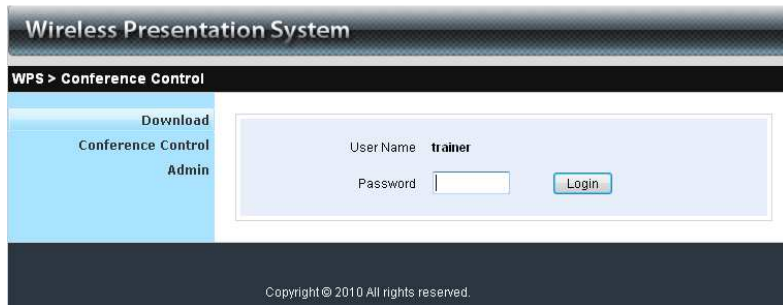 Wireless Presentation System
WPS > Conference Control
Download
Conference Control
Admin
User Name trainer
Password
Login
Copyright © 2010 All rights reserved.